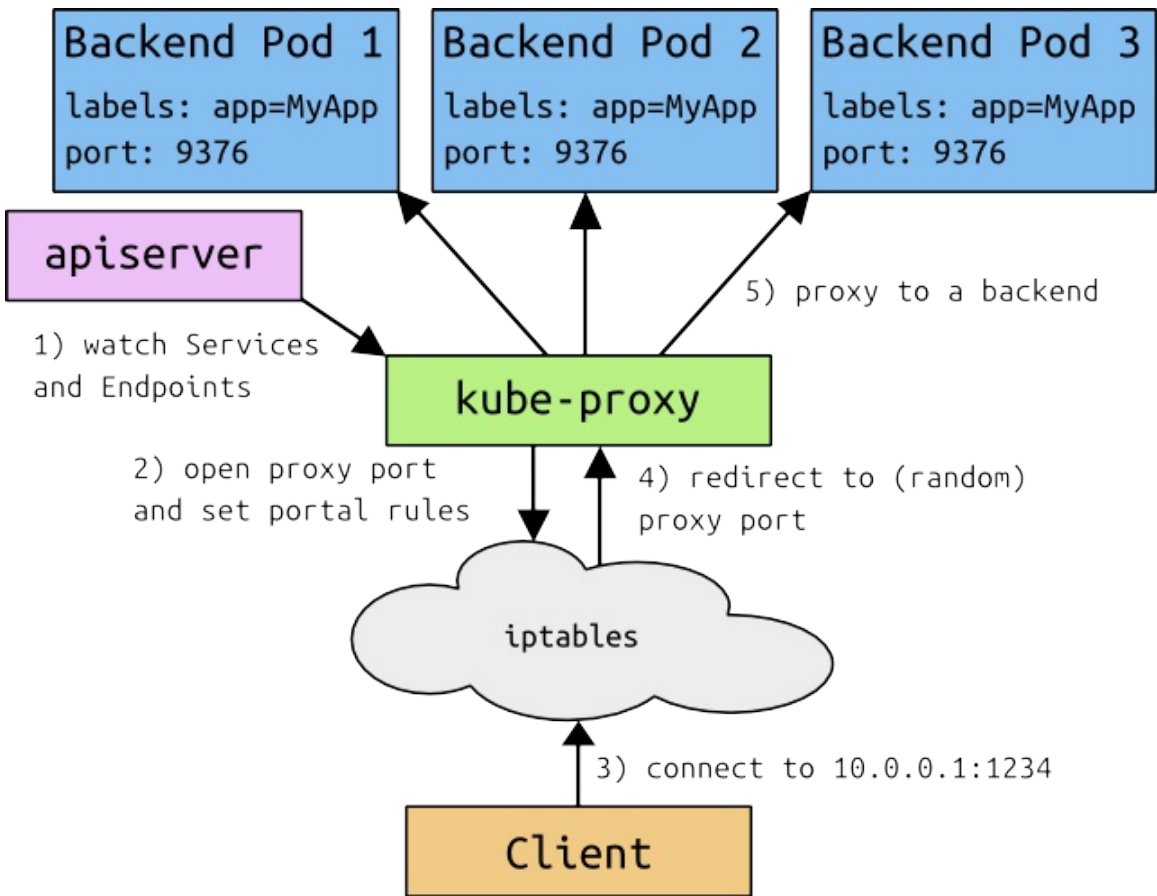 Backend Pod 1
labels: app=MyApp
port: 9376
Backend Pod 2
labels: app=MyApp
port: 9376
Backend Pod 3
labels: app=MyApp
port: 9376
apiserver
1) watch Services
and Endpoints
5) proxy to a backend
kube-proxy
2) open proxy port
and set portal rules
4) redirect to (random)
proxy port
iptables
3) connect to 10.0.0.1:1234
Client